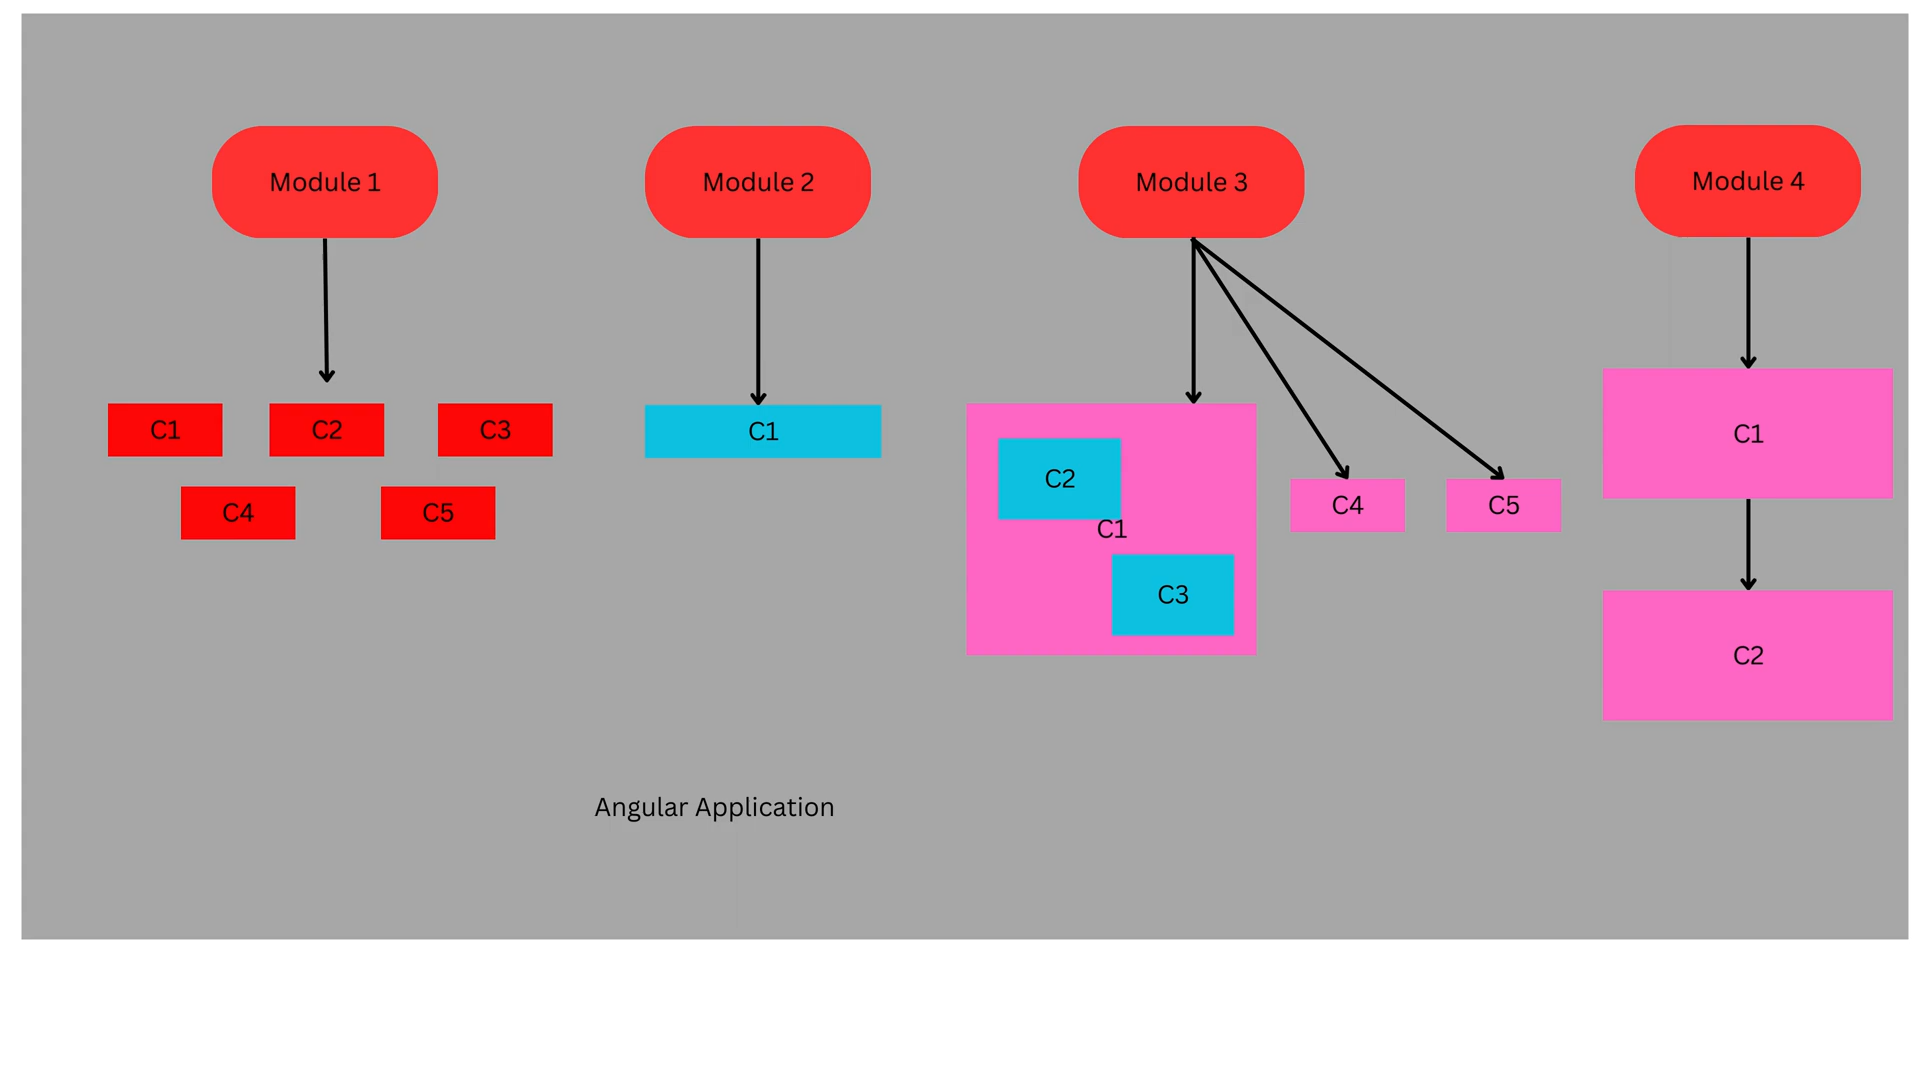 Module 1
Module 2
Module 3
Module 4
C1
C2
C3
C4
C5
C1
C2
C1
C3
C4
C5
C1
C2
Angular Application